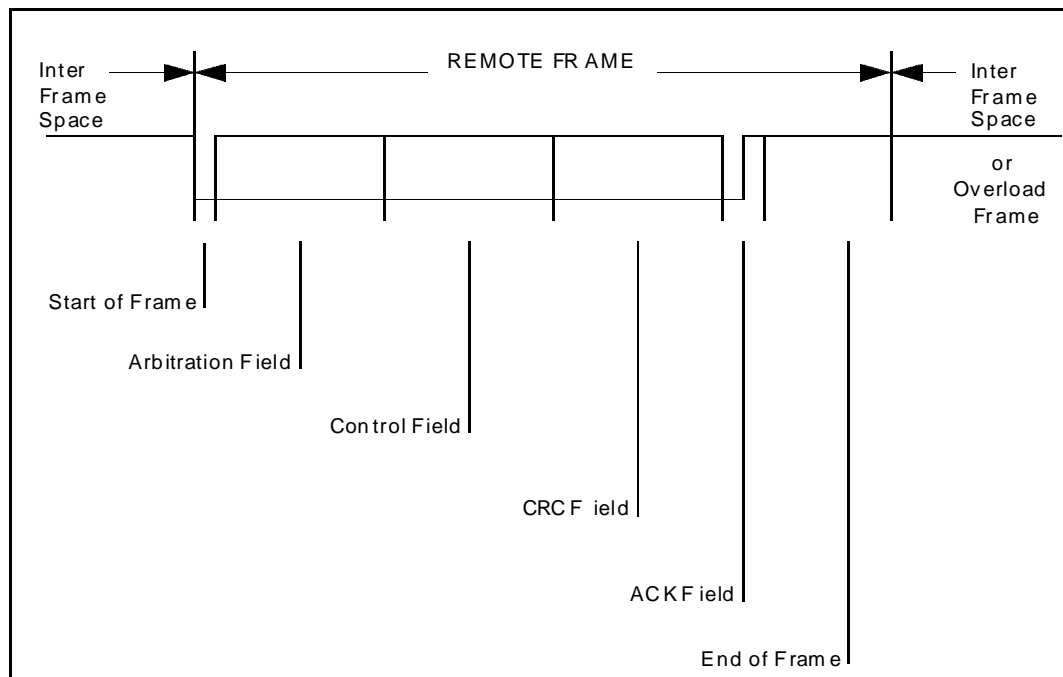 Inter
Frame
Space
REMOTE FRAME
Inter
Frame
Space
or
Overload
Frame
Start of Frame
Arbitration Field
Control Field
CRC Field
ACK Field
End of Frame